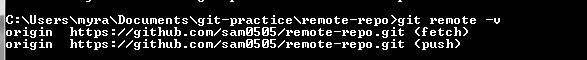 C:\Users\myra\Documents\git-practice\remote-repo>git remote -v
origin  https://github.com/sam0505/remote-repo.git (fetch)
origin  https://github.com/sam0505/remote-repo.git (push)